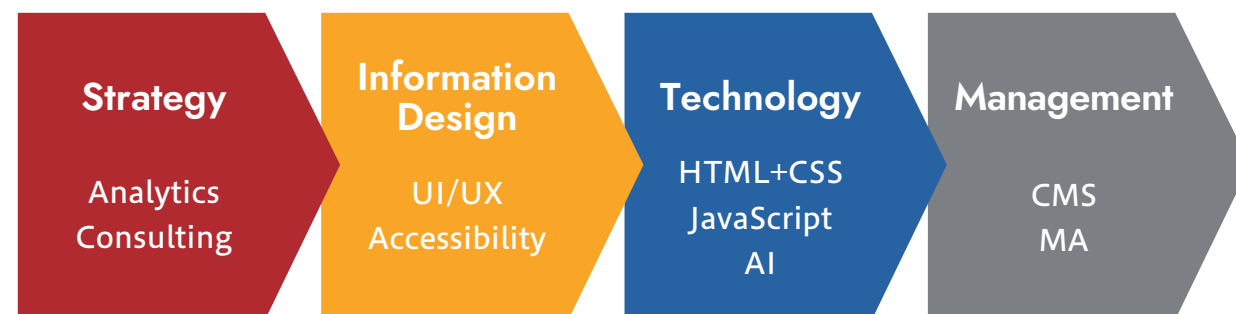 Strategy
Analytics
Consulting
Information
Design
UI/UX
Accessibility
Technology
HTML+CSS
JavaScript
AI
Management
CMS
MA